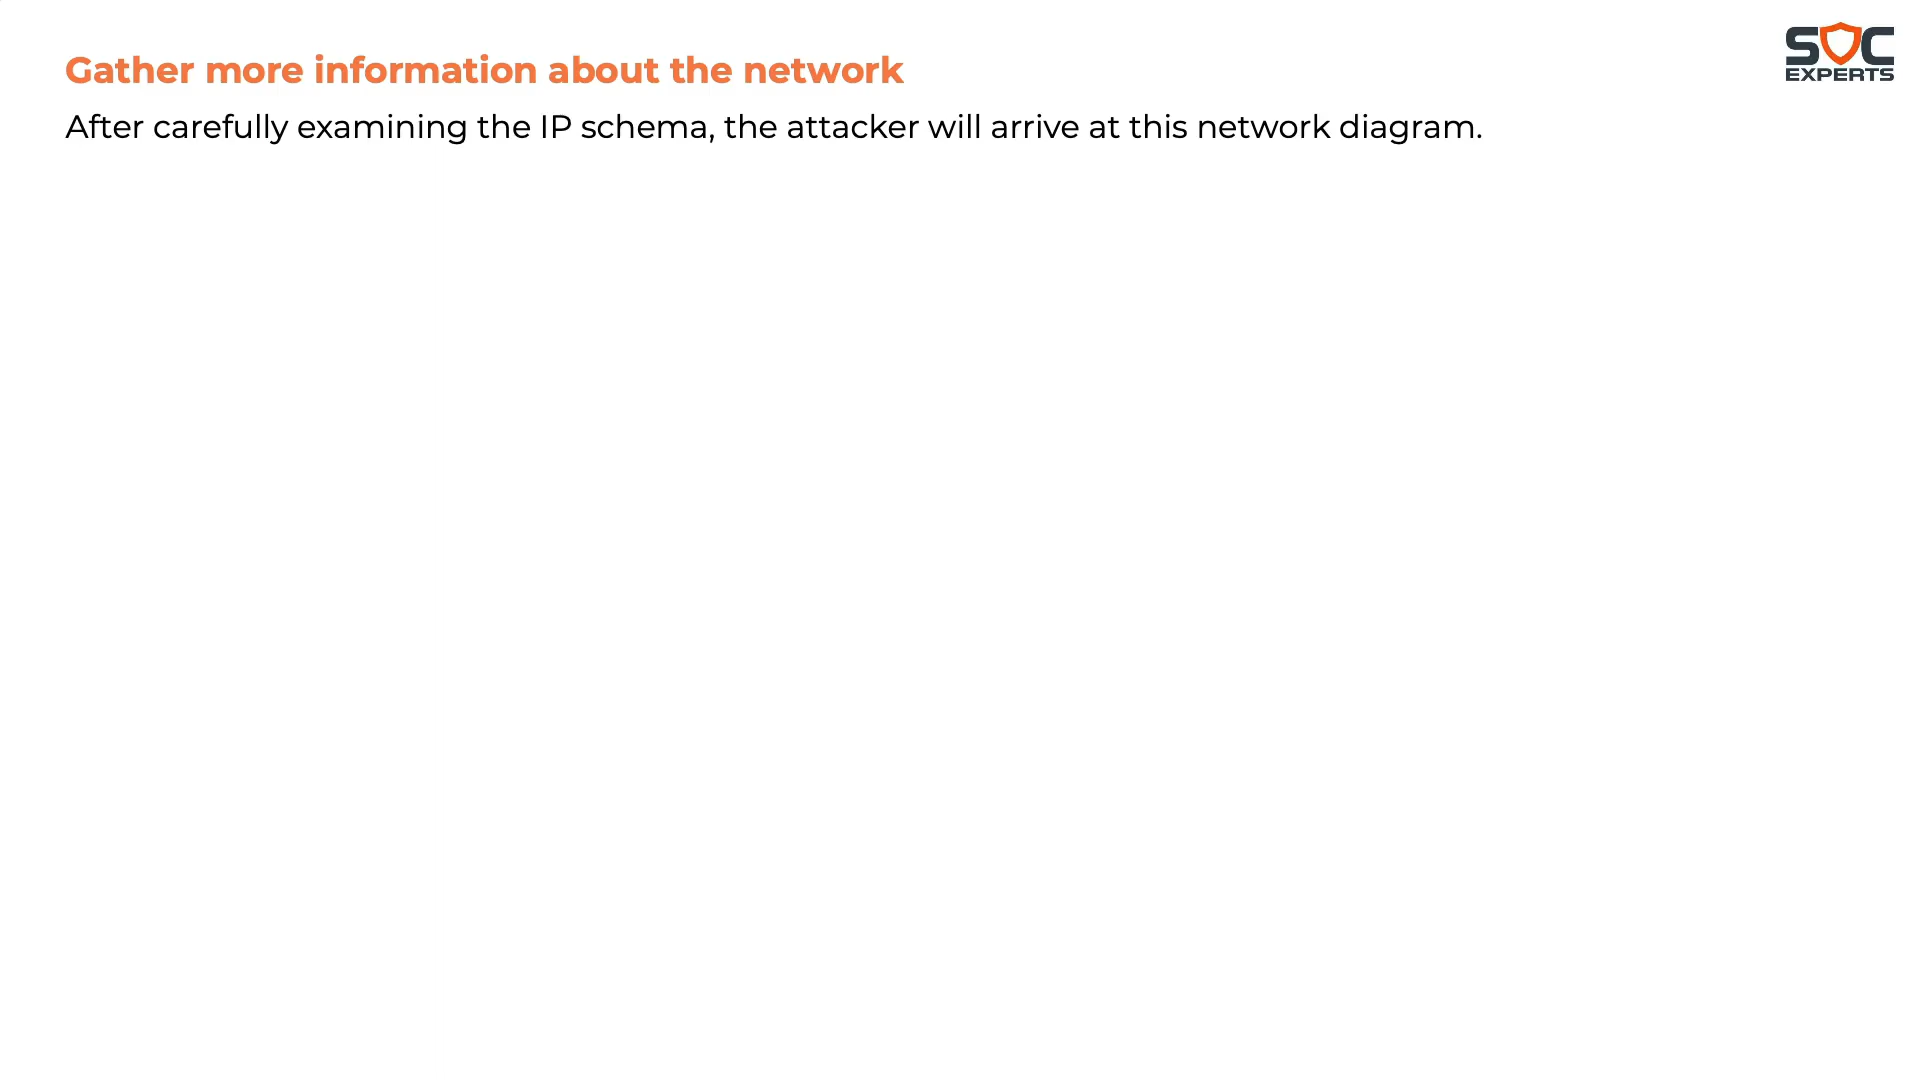 Gather more information about the network
After carefully examining the IP schema, the attacker will arrive at this network diagram.
SOC
EXPERTS